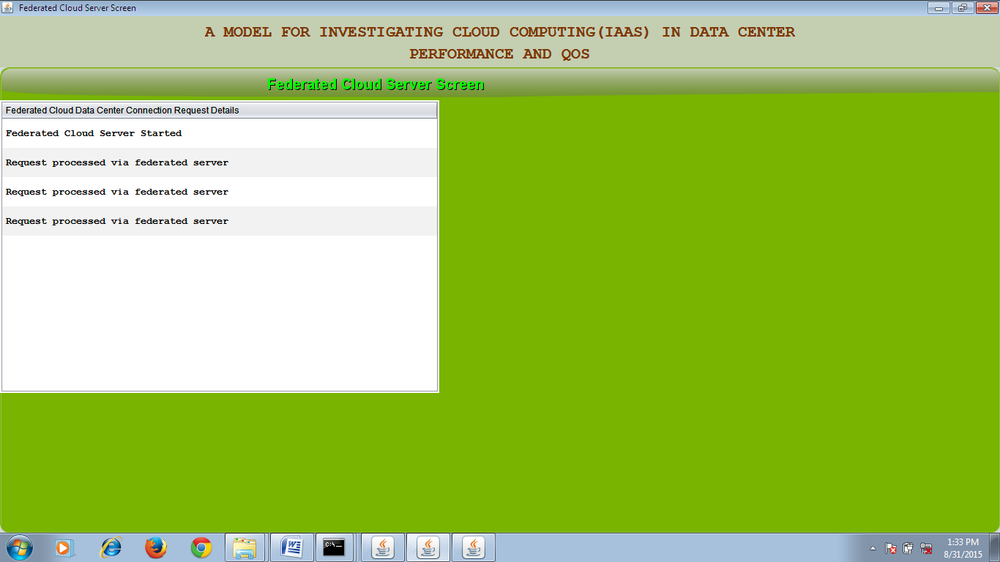 Federated Cloud Server Screen
A MODEL FOR INVESTIGATING CLOUD COMPUTING(IAAS) IN DATA CENTER
PERFORMANCE AND QOS
Federated Cloud Server Screen
Federated Cloud Data Center Connection Request Details
Federated Cloud Server Started
Request processed via federated server
Request processed via federated server
Request processed via federated server
C:\_
1:33 PM
8/31/2015